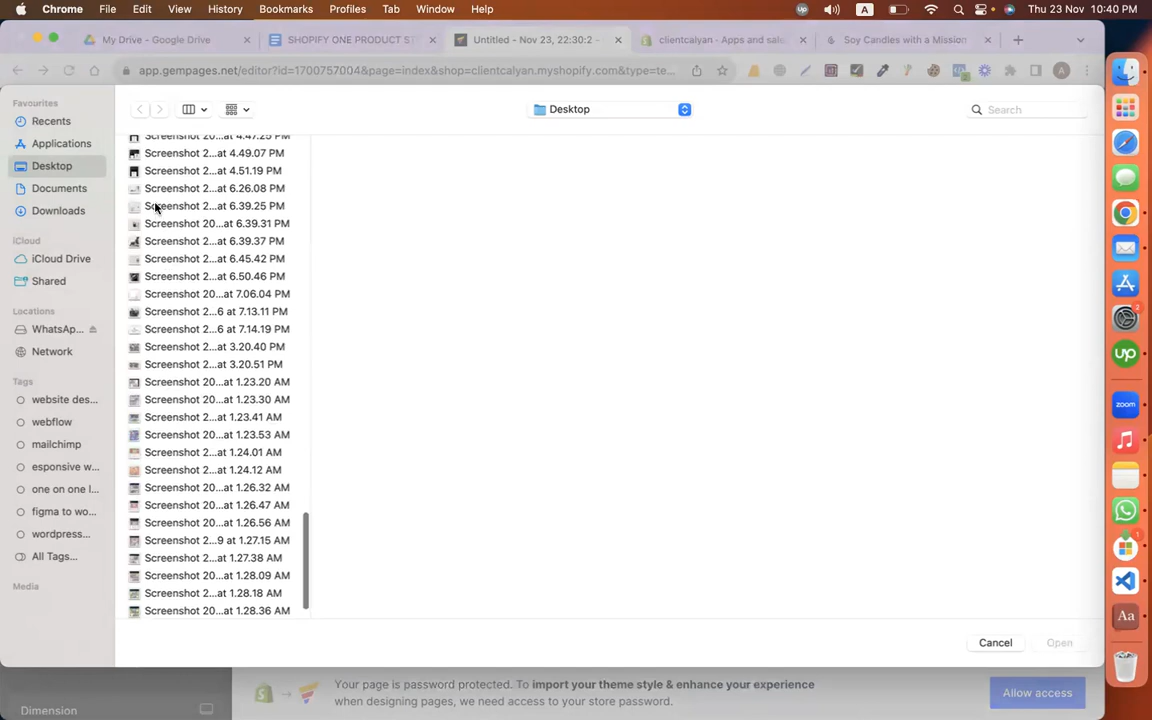 Chrome File Edit View History Bookmarks Profiles Tab Window Help A Thu 23 Nov 10:40 PM
My Drive - Google Drive SHOPIFY ONE PRODUCT ST Untitled - Nov 23, 22:30:2 - clientcalyan - Apps and sale Soy Candles with a Mission
app.gempages.net/editor?id=1700757004&page=index&shop=clientcalyan.myshopify.com&type=te...
Favourites
Recents
Applications
Desktop
Documents
Downloads
iCloud
iCloud Drive
Shared
Locations
WhatsAp...
Network
Tags
website des...
webflow
mailchimp
esponsive w...
one on one l...
figma to wo...
wordpress...
All Tags...
Media
Desktop
Search
Screenshot 20...at 4.47.25 PM
Screenshot 2...at 4.49.07 PM
Screenshot 2...at 4.51.19 PM
Screenshot 2...at 6.26.08 PM
Screenshot 2...at 6.39.25 PM
Screenshot 20...at 6.39.31 PM
Screenshot 2...at 6.39.37 PM
Screenshot 2...at 6.45.42 PM
Screenshot 2...at 6.50.46 PM
Screenshot 20...at 7.06.04 PM
Screenshot 2...6 at 7.13.11 PM
Screenshot 2...6 at 7.14.19 PM
Screenshot 2...at 3.20.40 PM
Screenshot 2...at 3.20.51 PM
Screenshot 20...at 1.23.20 AM
Screenshot 20...at 1.23.30 AM
Screenshot 2...at 1.23.41 AM
Screenshot 20...at 1.23.53 AM
Screenshot 2...at 1.24.01 AM
Screenshot 2...at 1.24.12 AM
Screenshot 20...at 1.26.32 AM
Screenshot 20...at 1.26.47 AM
Screenshot 20...at 1.26.56 AM
Screenshot 2...9 at 1.27.15 AM
Screenshot 2...at 1.27.38 AM
Screenshot 20...at 1.28.09 AM
Screenshot 2...at 1.28.18 AM
Screenshot 20...at 1.28.36 AM
Cancel Open
Dimension
Your page is password protected. To import your theme style & enhance your experience
when designing pages, we need access to your store password.
Allow access
2
up
zoom
1
Aa